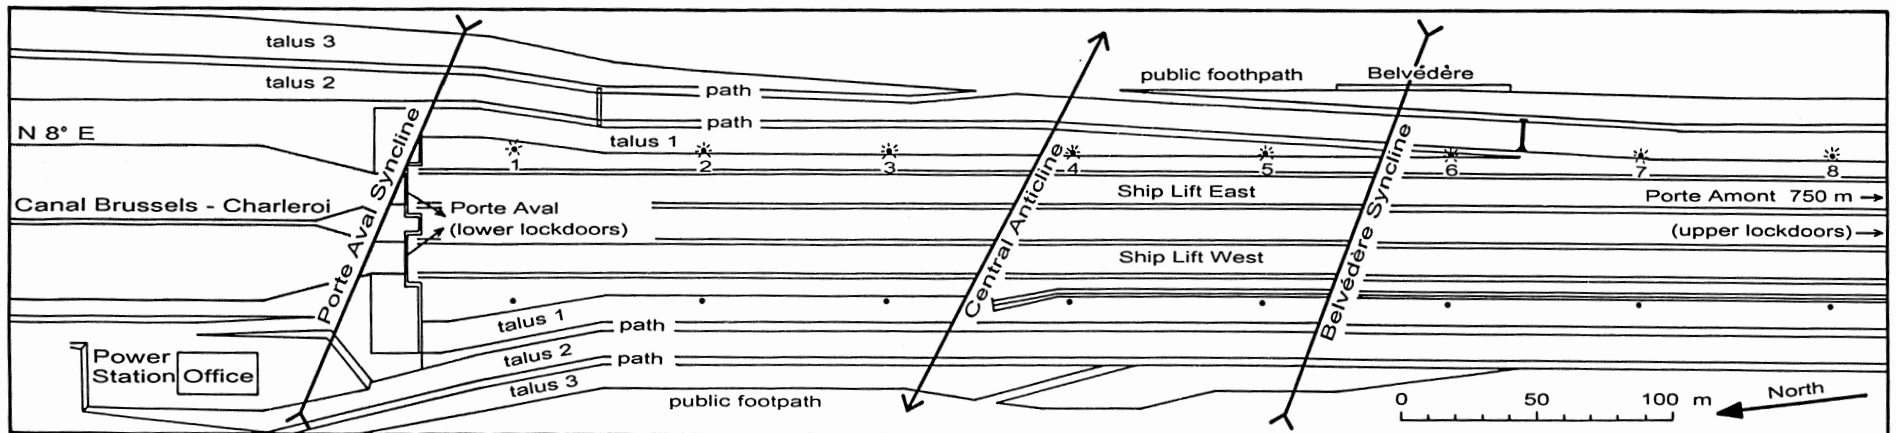 talus 3
talus 2
N 8° E
Canal Brussels - Charleroi
Porte Aval Syncline
path
path
talus 1
1 2 3 4 5 6 7 8
public foothpath
Belvédère
Ship Lift East
Porte Aval
(lower lockdoors)
Porte Amont 750 m
(upper lockdoors)
Ship Lift West
Central Anticline
Belvédère Syncline
talus 1
path
talus 2
path
talus 3
public footpath
Power
Station
Office
0 50 100 m
North